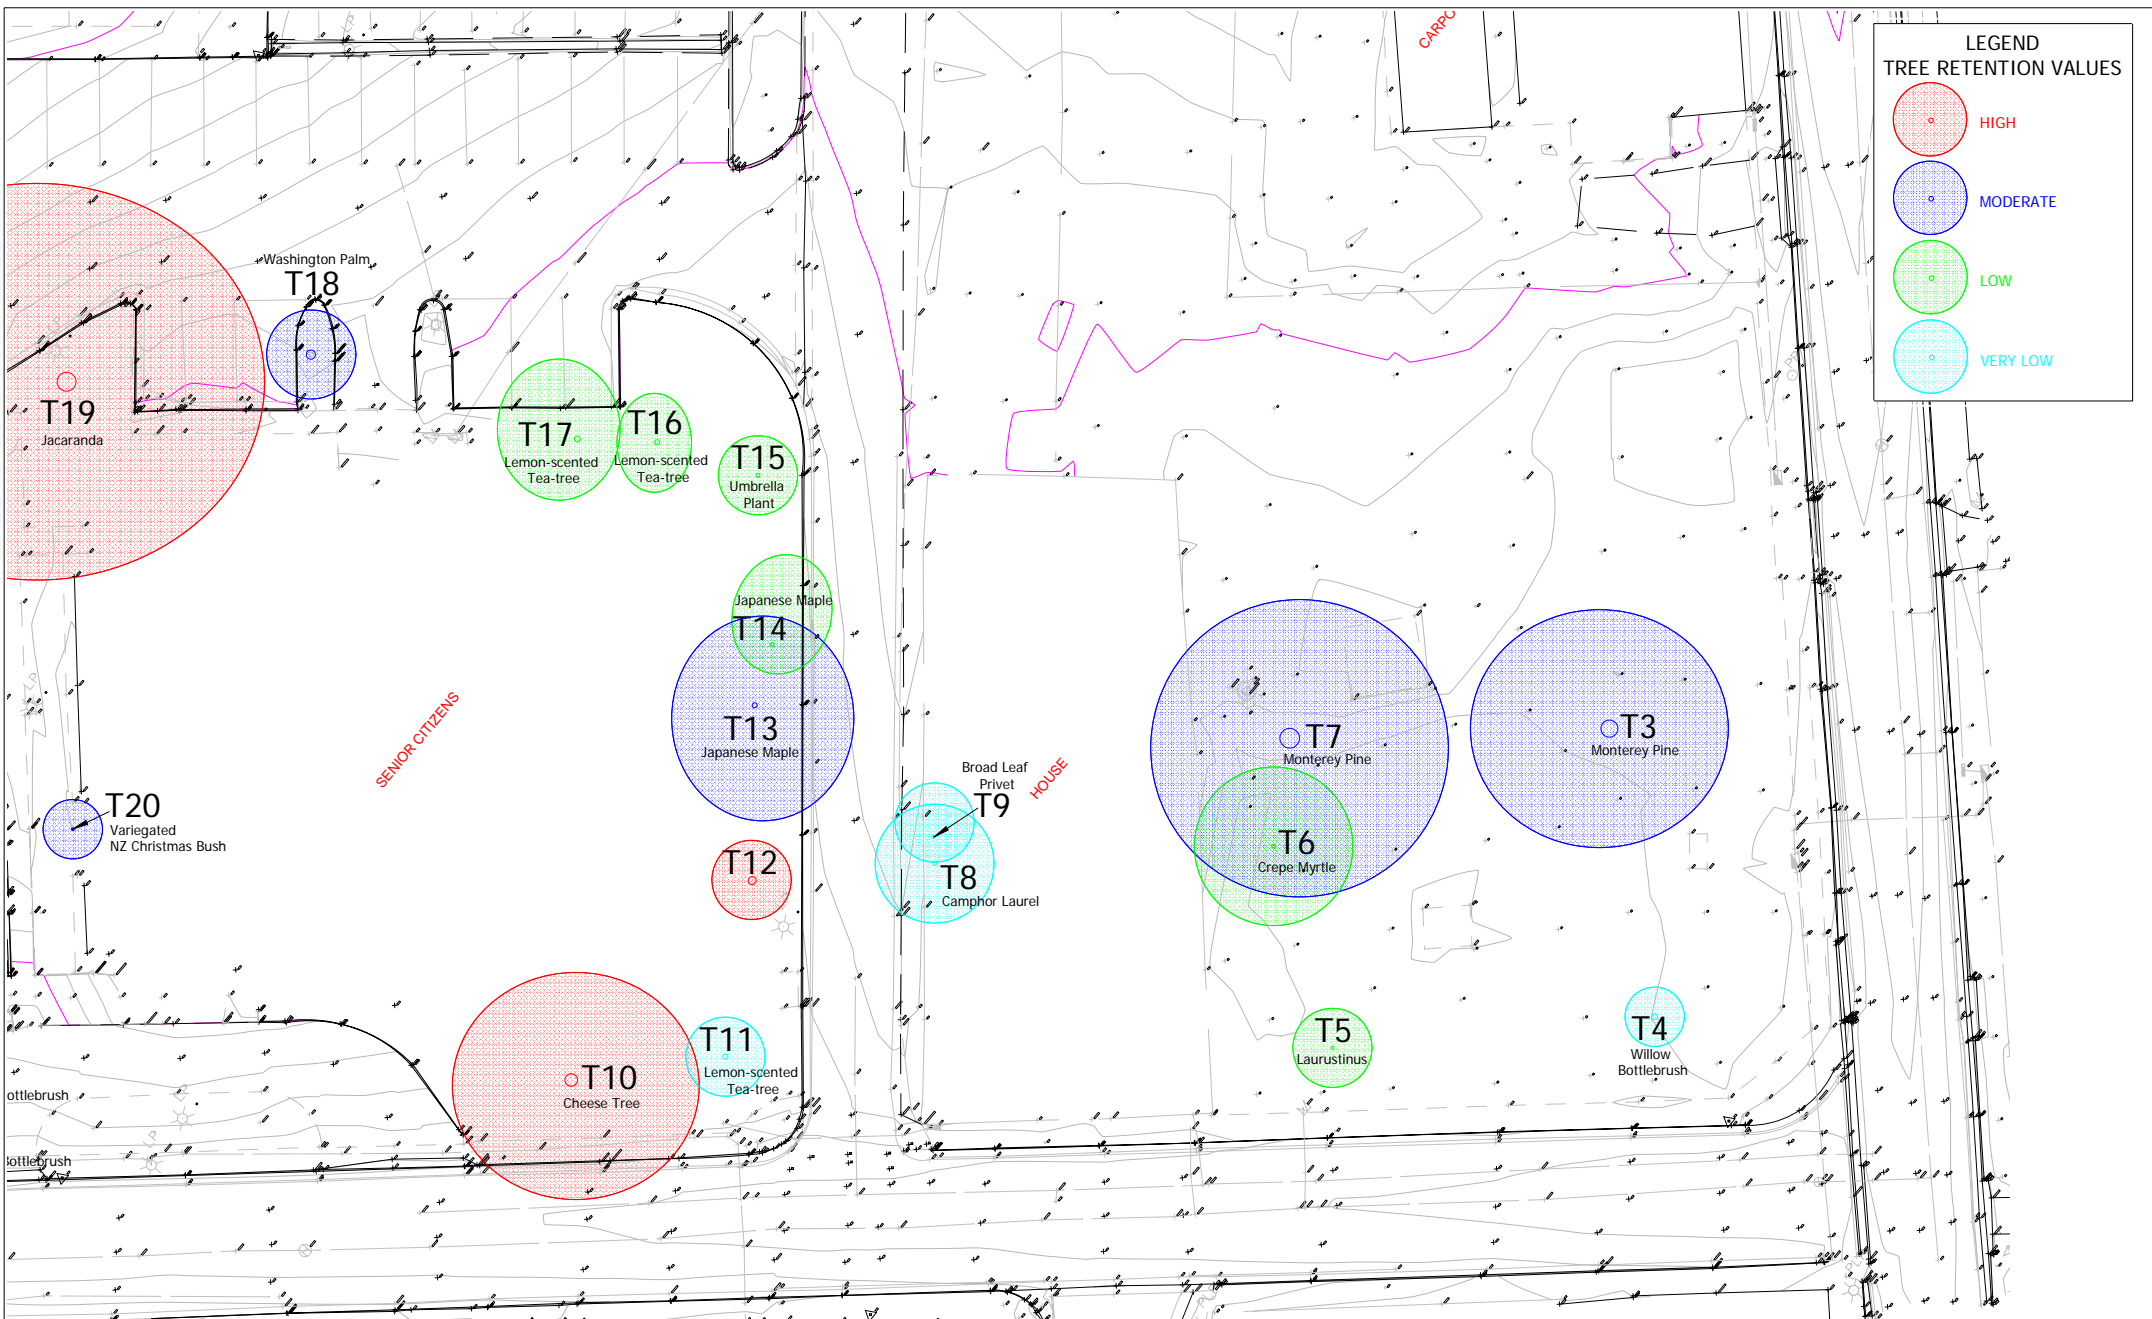 CARPO
LEGEND
TREE RETENTION VALUES
HIGH
MODERATE
LOW
VERY LOW
Washington Palm
T18
T19
Jacaranda
T17
Lemon-scented
Tea-tree
T16
Lemon-scented
Tea-tree
T15
Umbrella
Plant
Japanese Maple
T14
T13
Japanese Maple
SENIOR CITIZENS
T7
Monterey Pine
T3
Monterey Pine
Broad Leaf
Privet
T9
HOUSE
T20
Variegated
NZ Christmas Bush
T12
T6
Crepe Myrtle
T8
Camphor Laurel
T5
Laurustinus
T4
Willow
Bottlebrush
T11
Lemon-scented
Tea-tree
T10
Cheese Tree
ottlebrush
Bottlebrush